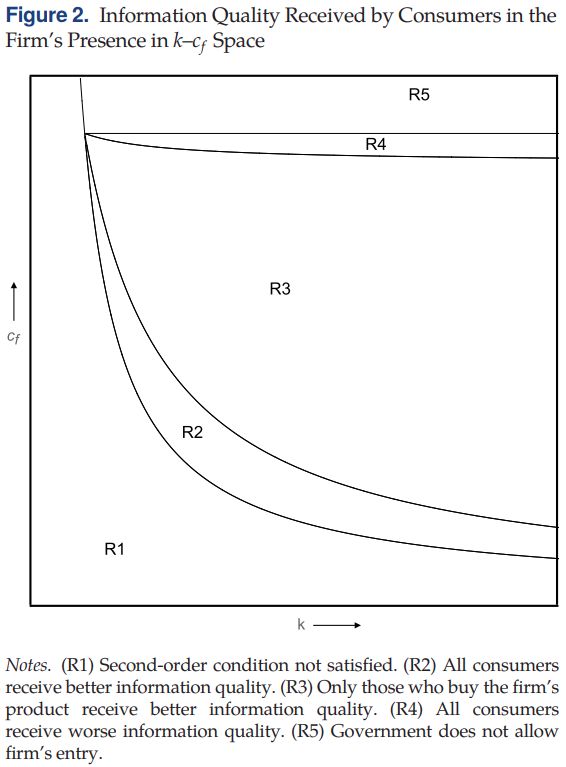 Figure 2. Information Quality Received by Consumers in the
Firm's Presence in k–cf Space
R5
R4
R3
cf
R2
R1
k
Notes. (R1) Second-order condition not satisfied. (R2) All consumers
receive better information quality. (R3) Only those who buy the firm's
product receive better information quality. (R4) All consumers
receive worse information quality. (R5) Government does not allow
firm's entry.